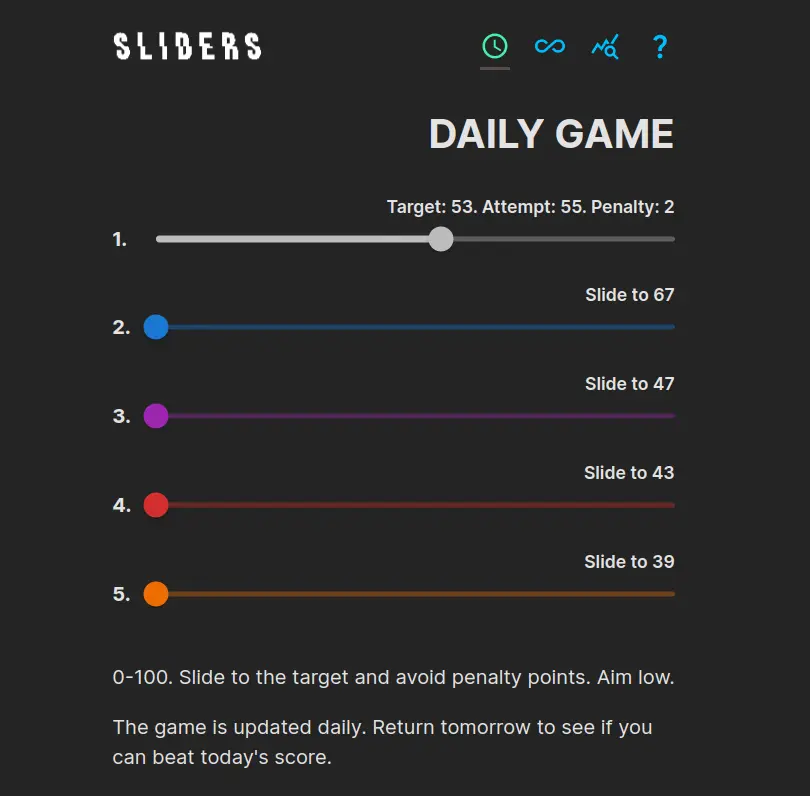 SLIDERS
?
DAILY GAME
Target: 53. Attempt: 55. Penalty: 2
1.
Slide to 67
2.
Slide to 47
3.
Slide to 43
4.
Slide to 39
5.
0-100. Slide to the target and avoid penalty points. Aim low.
The game is updated daily. Return tomorrow to see if you
can beat today's score.